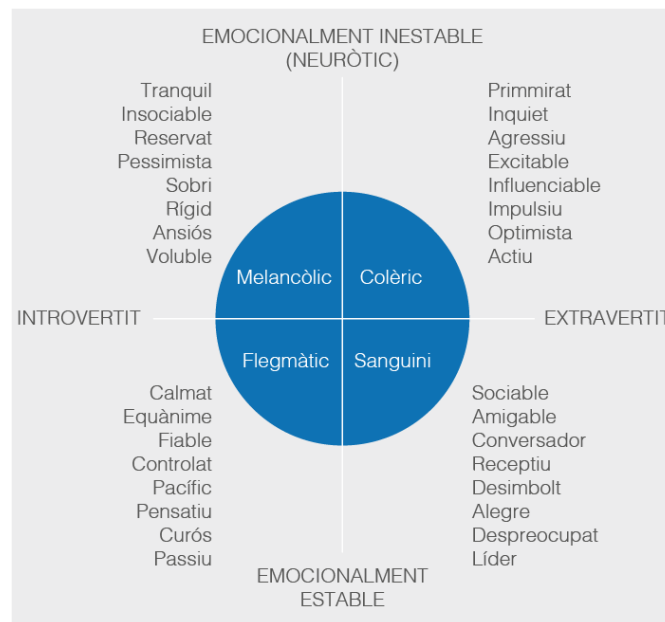 EMOCIONALMENT INESTABLE
(NEURÒTIC)
Tranquil
Insociable
Reservat
Pessimista
Sobri
Rígid
Ansiós
Voluble
Primmirat
Inquiet
Agressiu
Excitable
Influenciable
Impulsiu
Optimista
Actiu
Melancòlic
Colèric
INTROVERTIT
EXTRAVERTIT
Flegmàtic
Sanguini
Calmat
Equànime
Fiable
Controlat
Pacífic
Pensatiu
Curós
Passiu
Sociable
Amigable
Conversador
Receptiu
Desimbolt
Alegre
Despreocupat
Líder
EMOCIONALMENT
ESTABLE